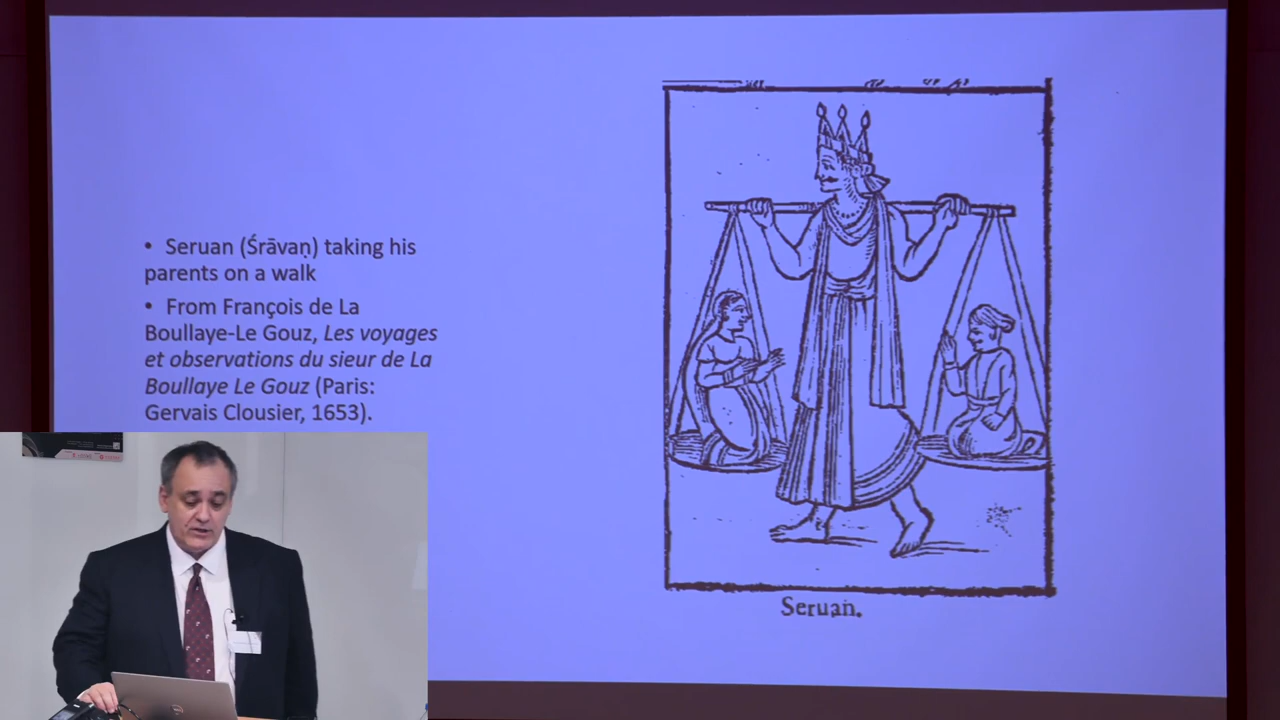 • Seruan (Śrāvaṇ) taking his
parents on a walk
• From François de La
Boullaye-Le Gouz, Les voyages
et observations du sieur de La
Boullaye Le Gouz (Paris:
Gervais Clousier, 1653).
Seruaṅ.